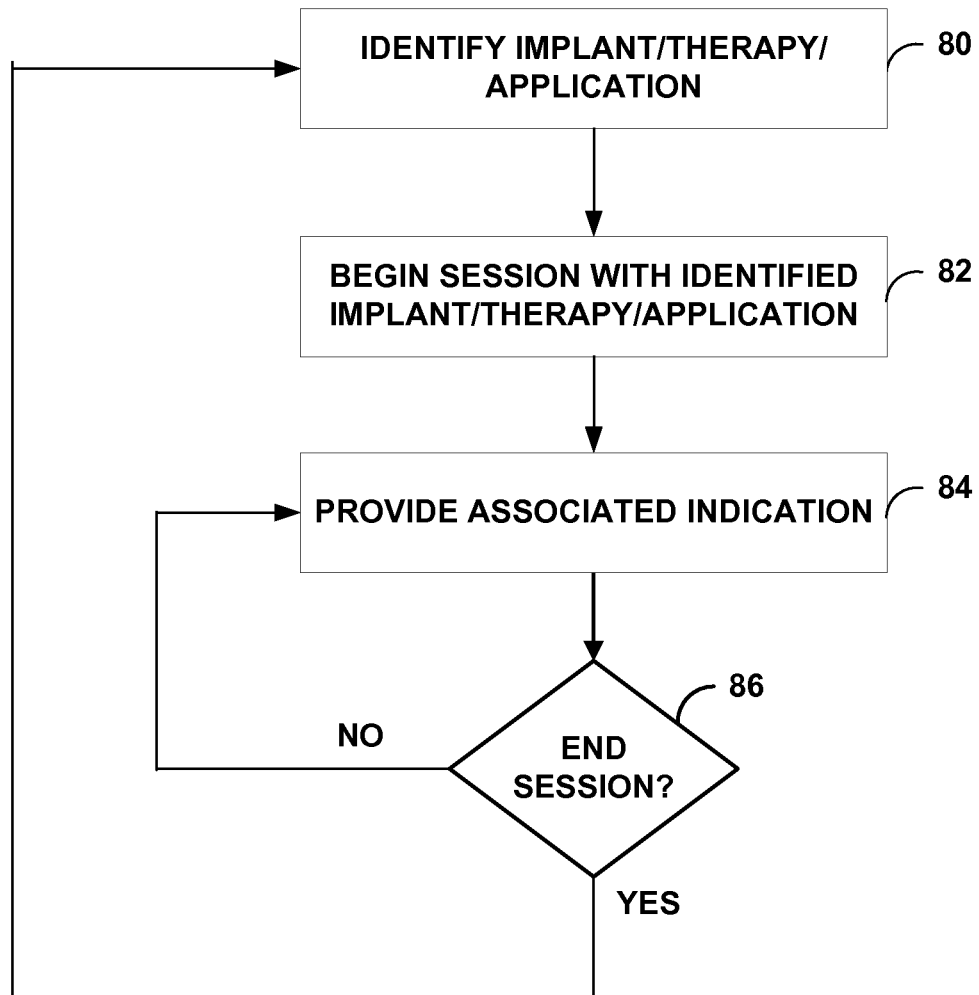 IDENTIFY IMPLANT/THERAPY/
APPLICATION
80
BEGIN SESSION WITH IDENTIFIED
IMPLANT/THERAPY/APPLICATION
82
PROVIDE ASSOCIATED INDICATION
84
86
END
SESSION?
NO
YES